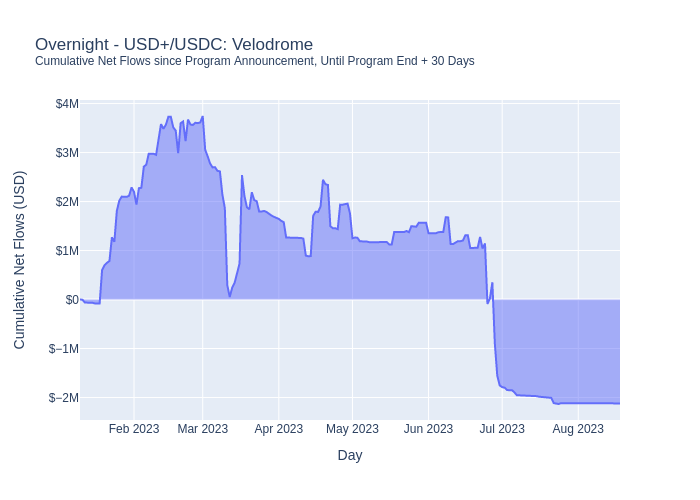 Overnight - USD+/USDC: Velodrome
Cumulative Net Flows since Program Announcement, Until Program End + 30 Days
Cumulative Net Flows (USD)
$4M
$3M
$2M
$1M
$0
$−1M
$−2M
Feb 2023
Mar 2023
Apr 2023
May 2023
Jun 2023
Jul 2023
Aug 2023
Day